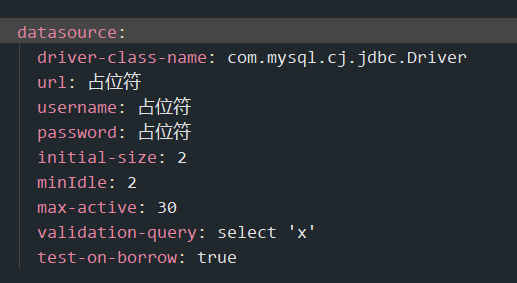 datasource:
driver-class-name: com.mysql.cj.jdbc.Driver
url: 占位符
username: 占位符
password: 占位符
initial-size: 2
minIdle: 2
max-active: 30
validation-query: select 'x'
test-on-borrow: true